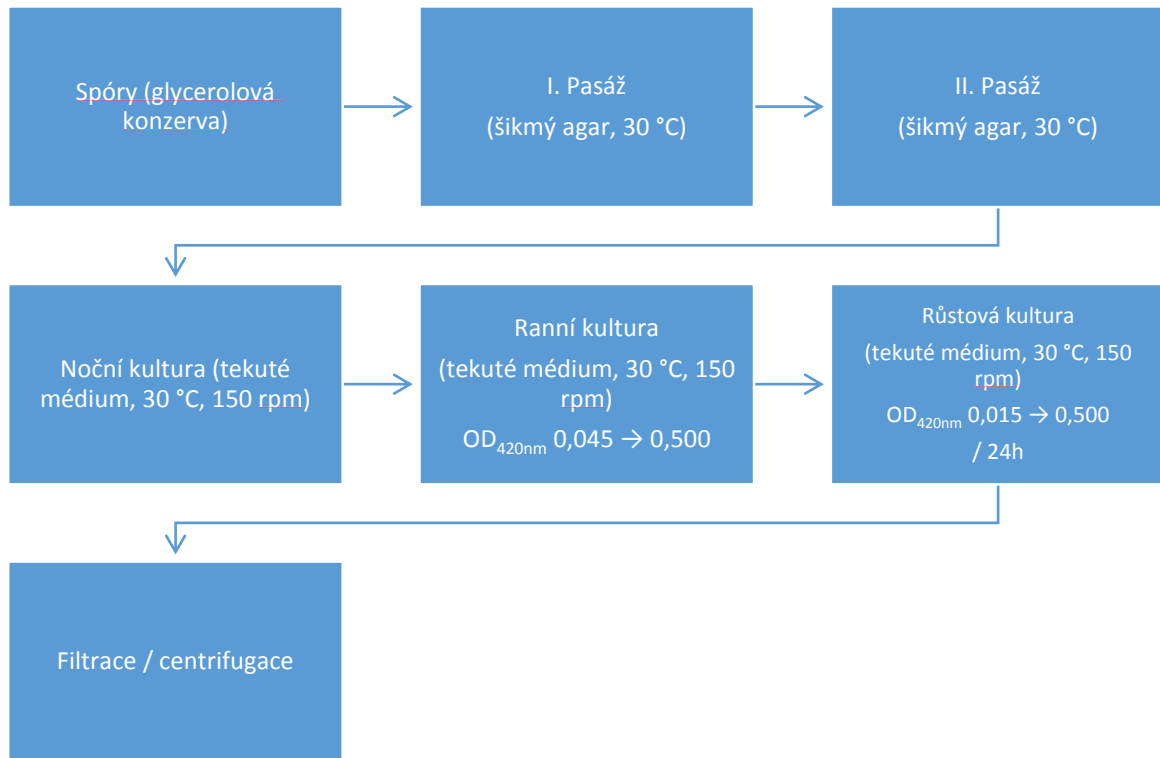 Spóry (glycerolová
konzerva)
I. Pasáž
(šikmý agar, 30 °C)
II. Pasáž
(šikmý agar, 30 °C)
Noční kultura (tekuté
médium, 30 °C, 150 rpm)
Ranní kultura
(tekuté médium, 30 °C, 150
rpm)
OD420nm 0,045 → 0,500
Růstová kultura
(tekuté médium, 30 °C, 150
rpm)
OD420nm 0,015 → 0,500
/ 24h
Filtrace / centrifugace